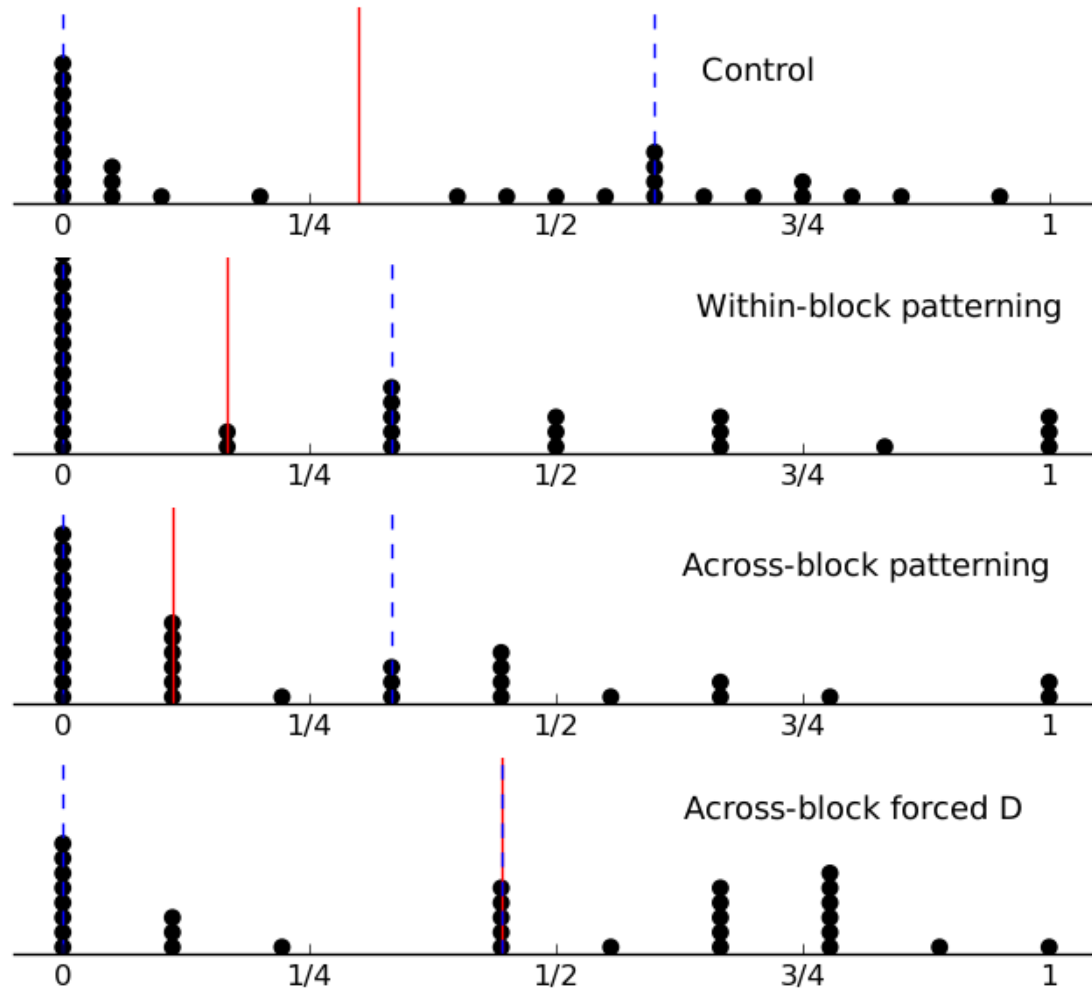 Control
0 1/4 1/2 3/4 1
Within-block patterning
0 1/4 1/2 3/4 1
Across-block patterning
0 1/4 1/2 3/4 1
Across-block forced D
0 1/4 1/2 3/4 1